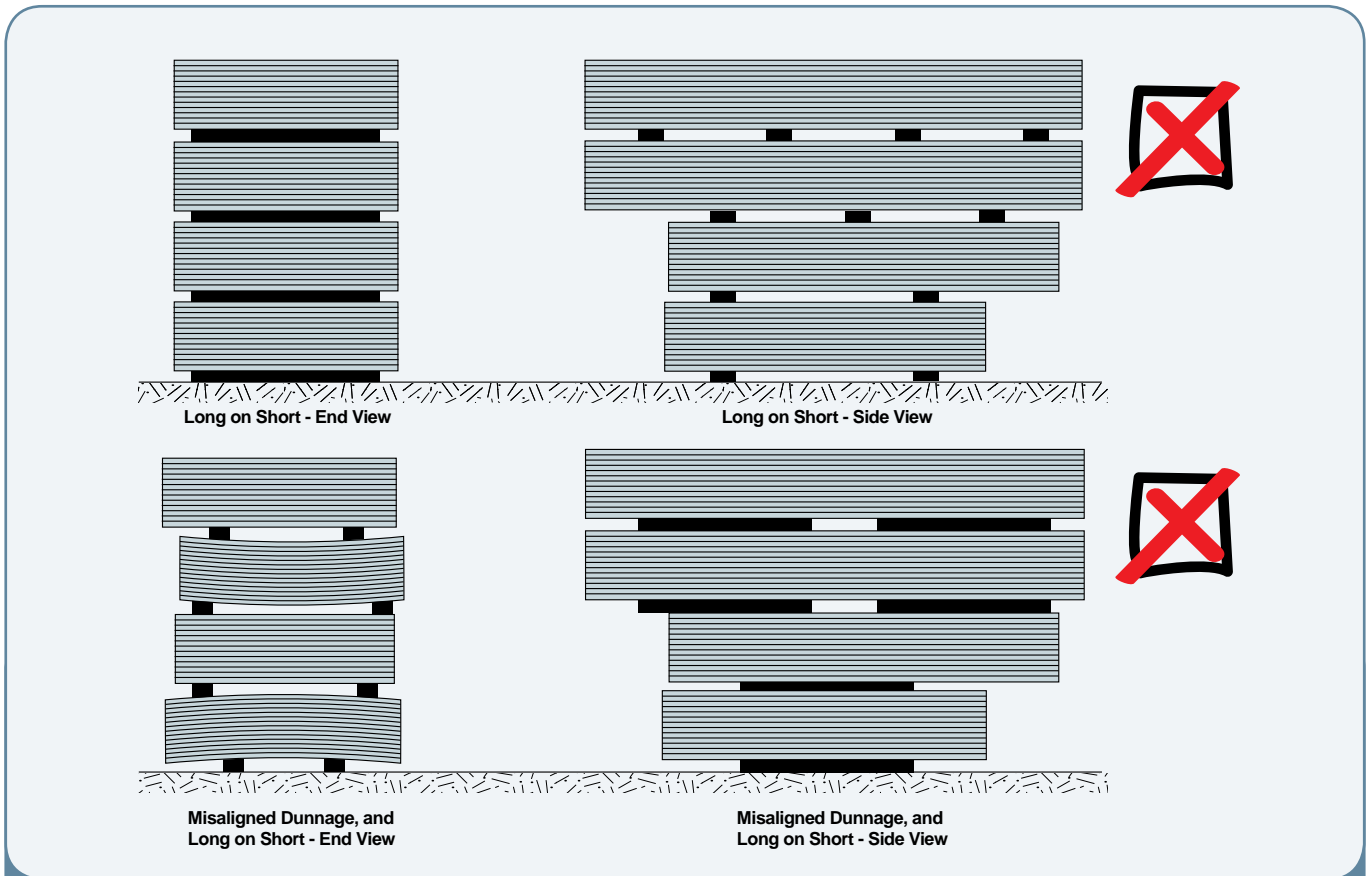 Long on Short - End View
Long on Short - Side View
Misaligned Dunnage, and
Long on Short - End View
Misaligned Dunnage, and
Long on Short - Side View